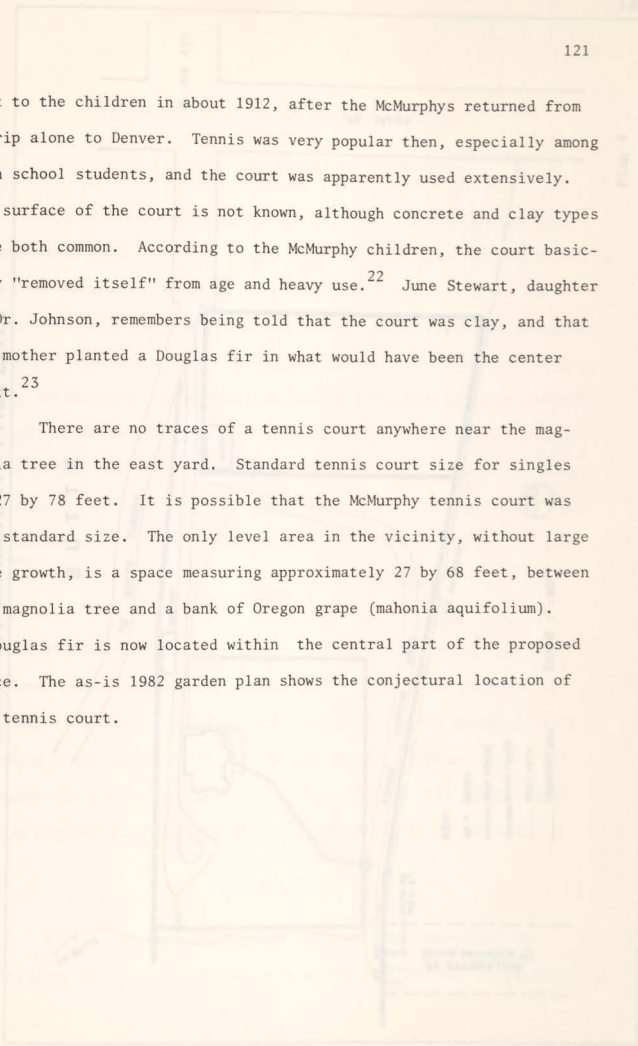 121
to the children in about 1912, after the McMurphys returned from
rip alone to Denver. Tennis was very popular then, especially among
school students, and the court was apparently used extensively.
surface of the court is not known, although concrete and clay types
both common. According to the McMurphy children, the court basic-
"removed itself" from age and heavy use.22 June Stewart, daughter
Dr. Johnson, remembers being told that the court was clay, and that
mother planted a Douglas fir in what would have been the center
t.23
There are no traces of a tennis court anywhere near the mag-
a tree in the east yard. Standard tennis court size for singles
27 by 78 feet. It is possible that the McMurphy tennis court was
standard size. The only level area in the vicinity, without large
growth, is a space measuring approximately 27 by 68 feet, between
magnolia tree and a bank of Oregon grape (mahonia aquifolium).
ouglas fir is now located within the central part of the proposed
ce. The as-is 1982 garden plan shows the conjectural location of
tennis court.